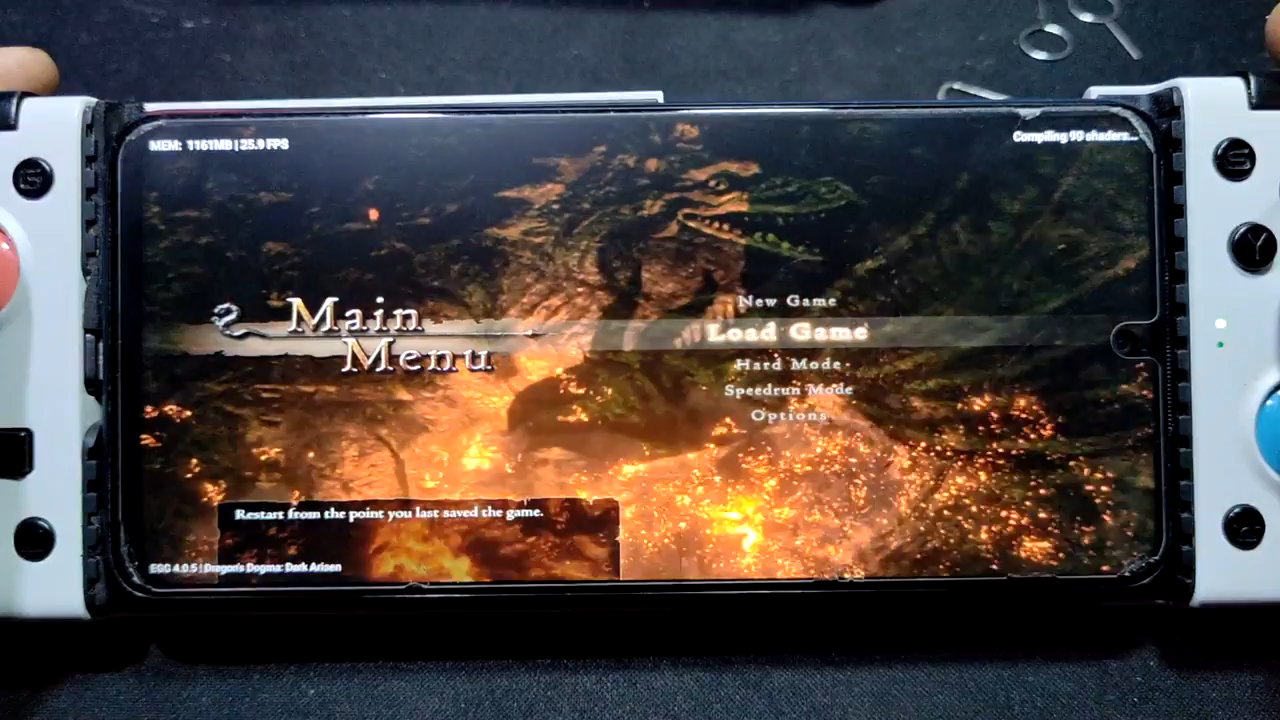 MEM: 1161MB | 25.9 FPS
Compiling 90 shaders...
Main
Menu
New Game
Load Game
Hard Mode
Speedrun Mode
Options
Restart from the point you last saved the game.
EGG 4.0.5 | Dragon's Dogma: Dark Arisen
S
Y